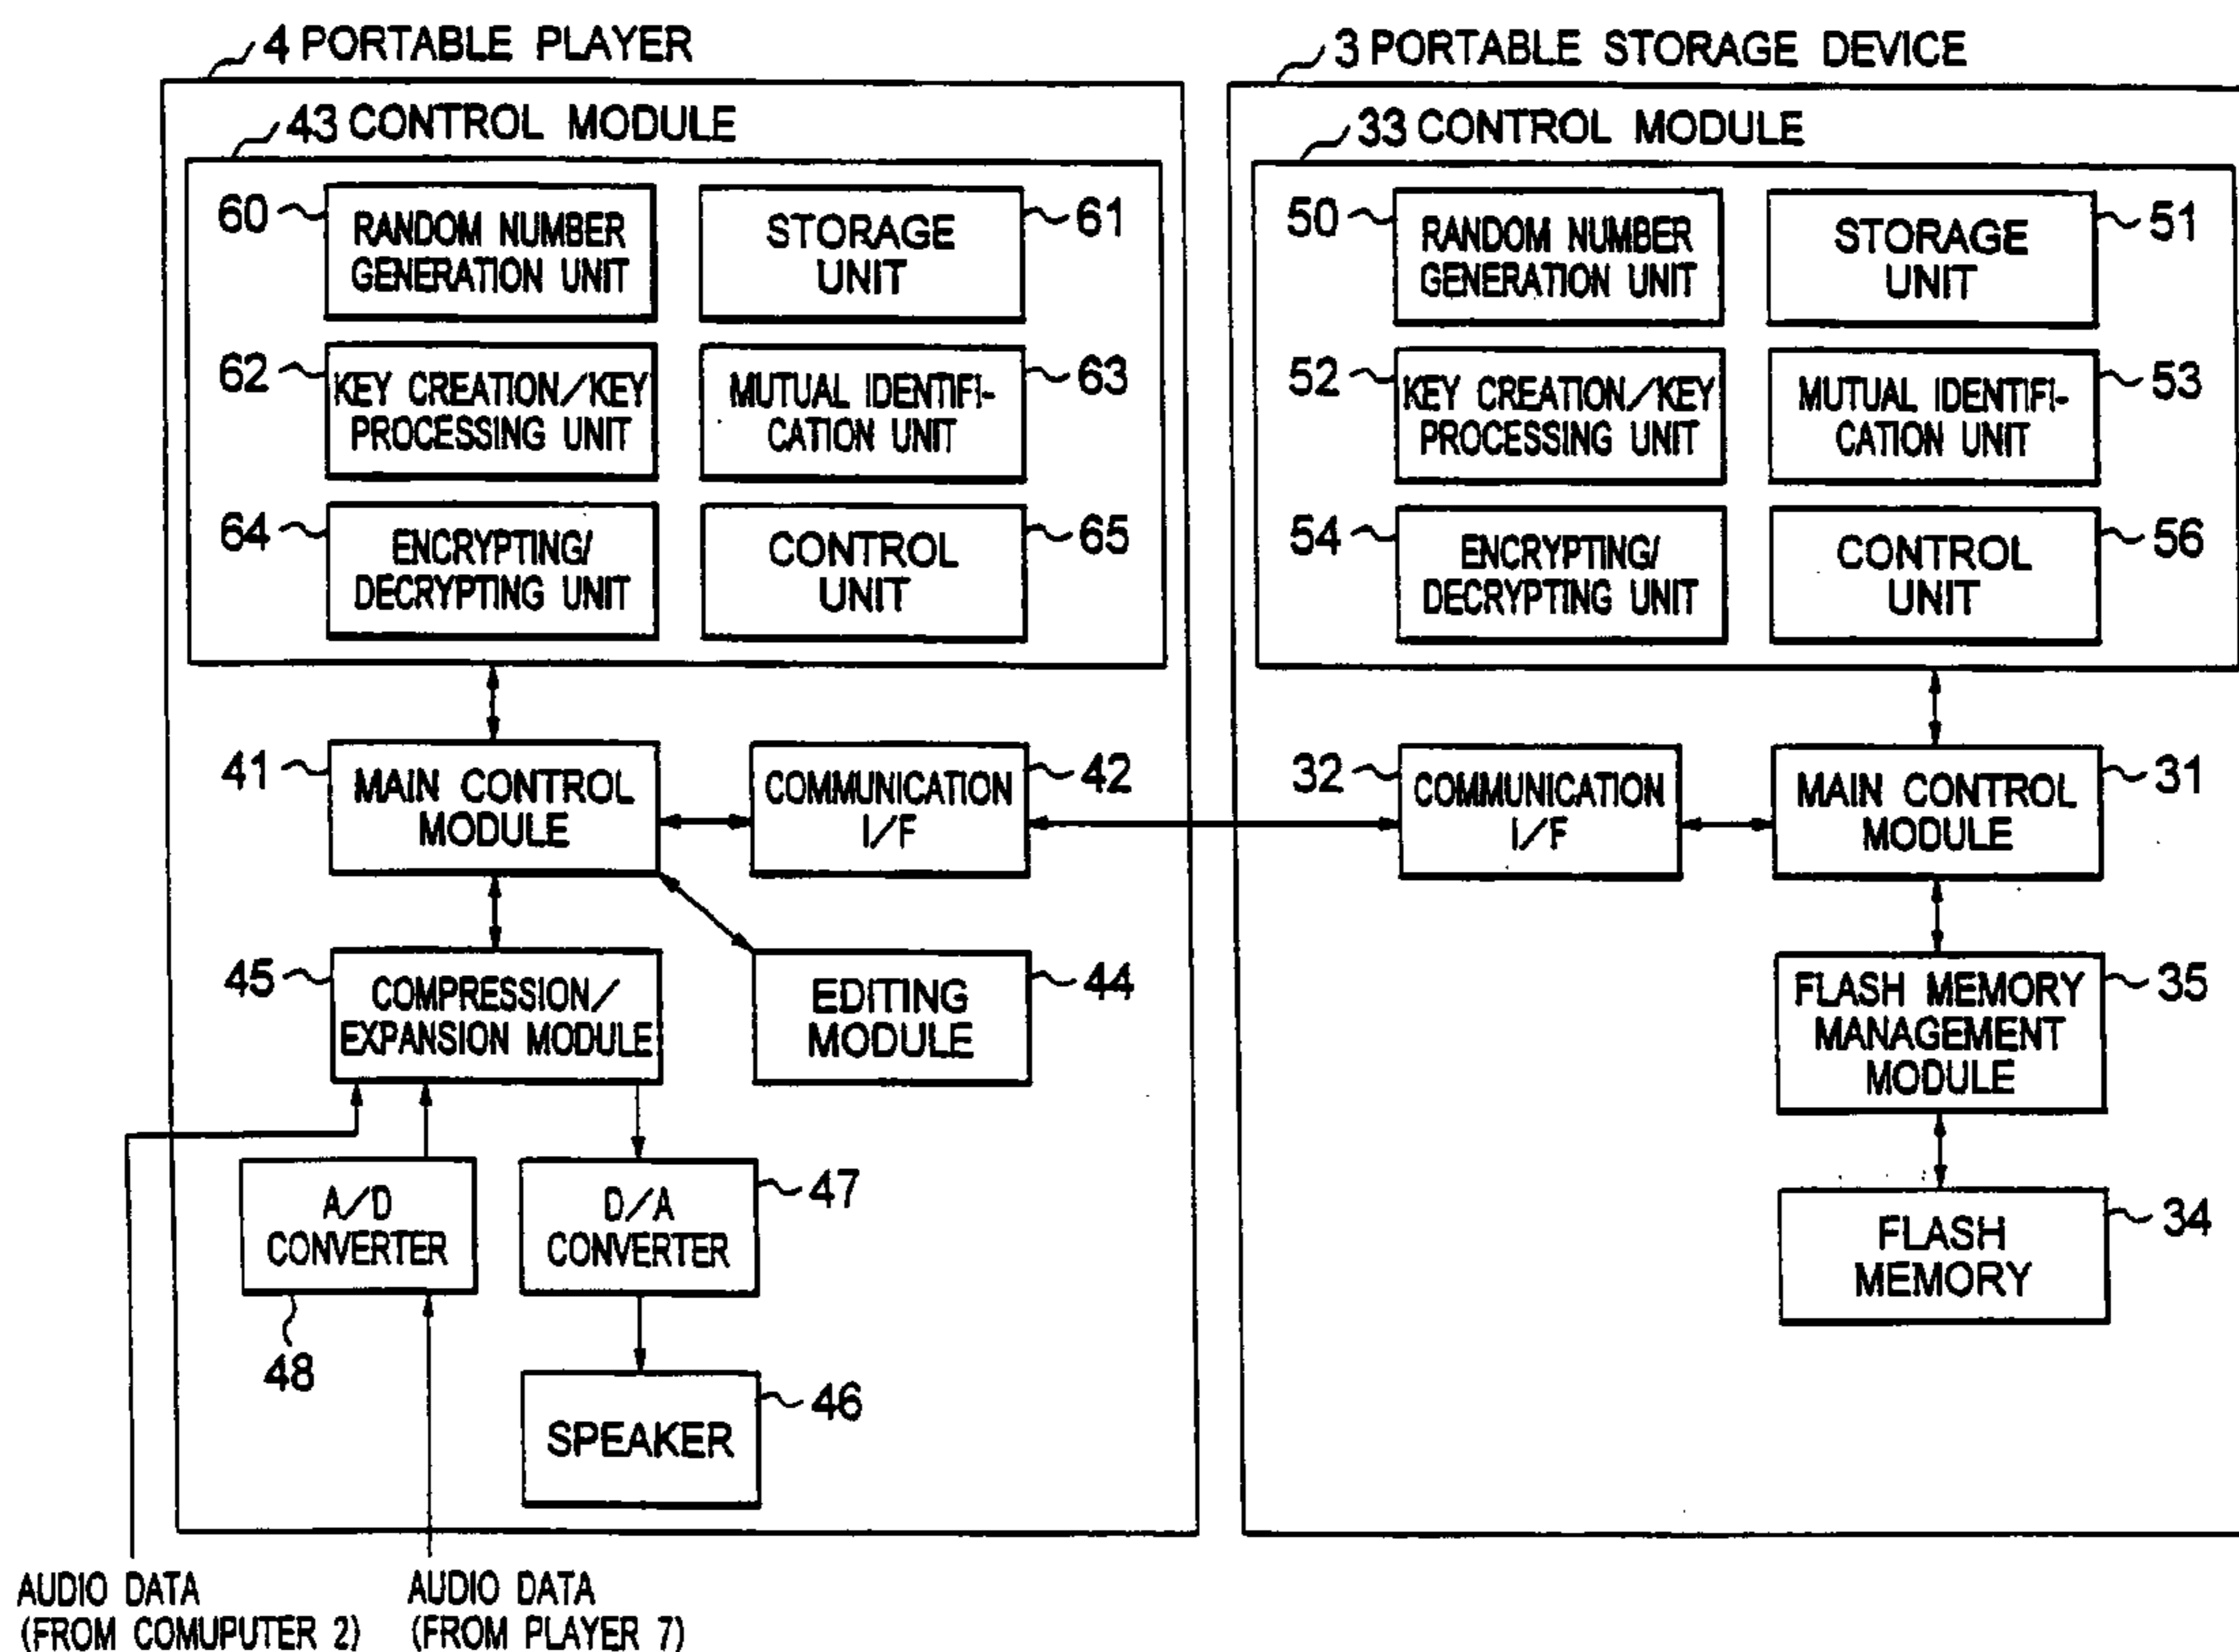 4 PORTABLE PLAYER
43 CONTROL MODULE
60
RANDOM NUMBER
GENERATION UNIT
STORAGE
UNIT
61
62
KEY CREATION/KEY
PROCESSING UNIT
MUTUAL IDENTIFI-
CATION UNIT
63
64
ENCRYPTING/
DECRYPTING UNIT
CONTROL
UNIT
65
41
MAIN CONTROL
MODULE
COMMUNICATION
I/F
42
45
COMPRESSION/
EXPANSION MODULE
EDITING
MODULE
44
A/D
CONVERTER
48
D/A
CONVERTER
47
SPEAKER
46
AUDIO DATA
(FROM COMUPUTER 2)
AUDIO DATA
(FROM PLAYER 7)
3 PORTABLE STORAGE DEVICE
33 CONTROL MODULE
50
RANDOM NUMBER
GENERATION UNIT
STORAGE
UNIT
51
52
KEY CREATION/KEY
PROCESSING UNIT
MUTUAL IDENTIFI-
CATION UNIT
53
54
ENCRYPTING/
DECRYPTING UNIT
CONTROL
UNIT
56
32
COMMUNICATION
I/F
MAIN CONTROL
MODULE
31
FLASH MEMORY
MANAGEMENT
MODULE
35
FLASH
MEMORY
34